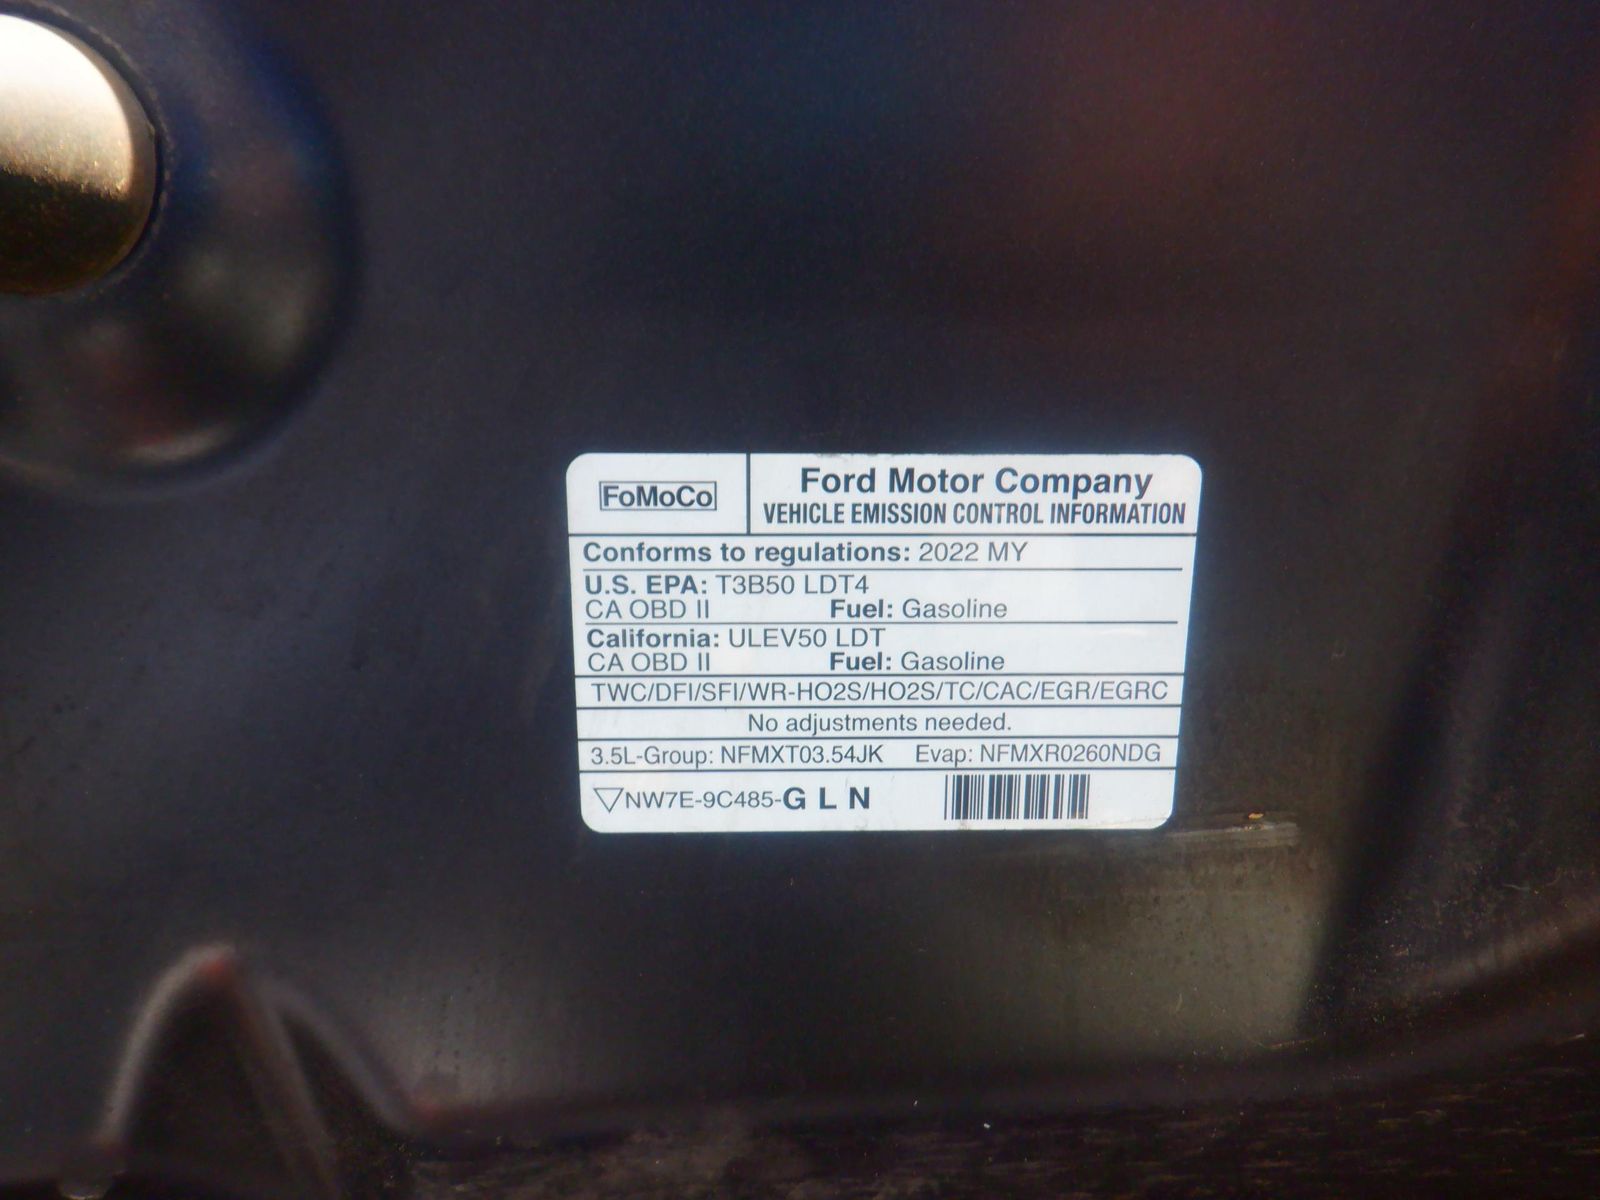 FoMoCo
Ford Motor Company
VEHICLE EMISSION CONTROL INFORMATION
Conforms to regulations: 2022 MY
U.S. EPA: T3B50 LDT4
CA OBD II Fuel: Gasoline
California: ULEV50 LDT
CA OBD II Fuel: Gasoline
TWC/DFI/SFI/WR-HO2S/HO2S/TC/CAC/EGR/EGRC
No adjustments needed.
3.5L-Group: NFMXT03.54JK Evap: NFMXR0260NDG
NW7E-9C485-G L N